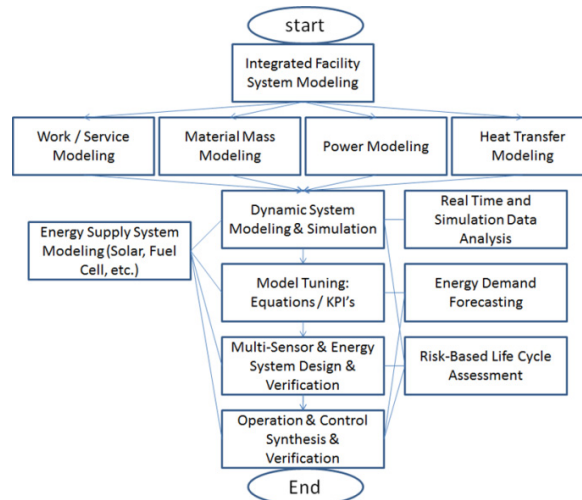 start
Integrated Facility
System Modeling
Work / Service
Modeling
Material Mass
Modeling
Power Modeling
Heat Transfer
Modeling
Dynamic System
Modeling & Simulation
Real Time and
Simulation Data
Analysis
Energy Supply System
Modeling (Solar, Fuel
Cell, etc.)
Model Tuning:
Equations / KPI's
Energy Demand
Forecasting
Multi-Sensor & Energy
System Design &
Verification
Risk-Based Life Cycle
Assessment
Operation & Control
Synthesis &
Verification
End